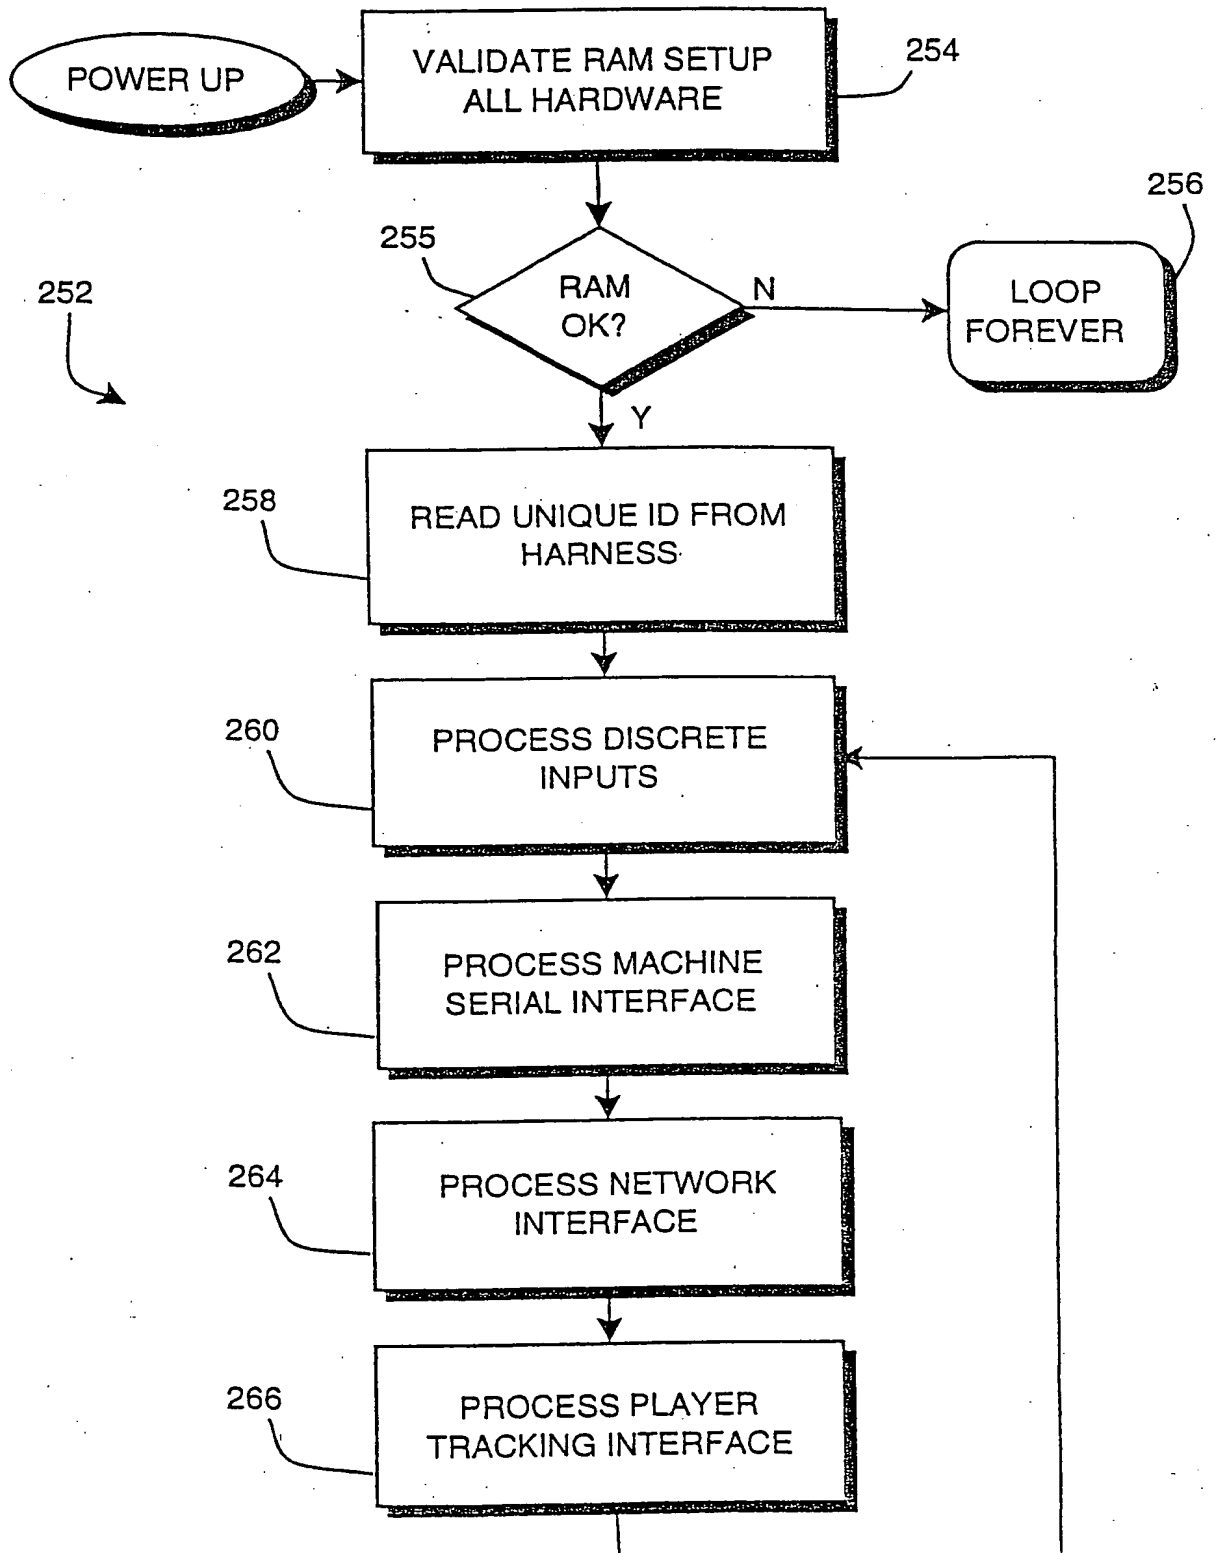 POWER UP
VALIDATE RAM SETUP
ALL HARDWARE
254
255
RAM
OK?
N
256
LOOP
FOREVER
252
Y
258
READ UNIQUE ID FROM
HARNESS
260
PROCESS DISCRETE
INPUTS
262
PROCESS MACHINE
SERIAL INTERFACE
264
PROCESS NETWORK
INTERFACE
266
PROCESS PLAYER
TRACKING INTERFACE